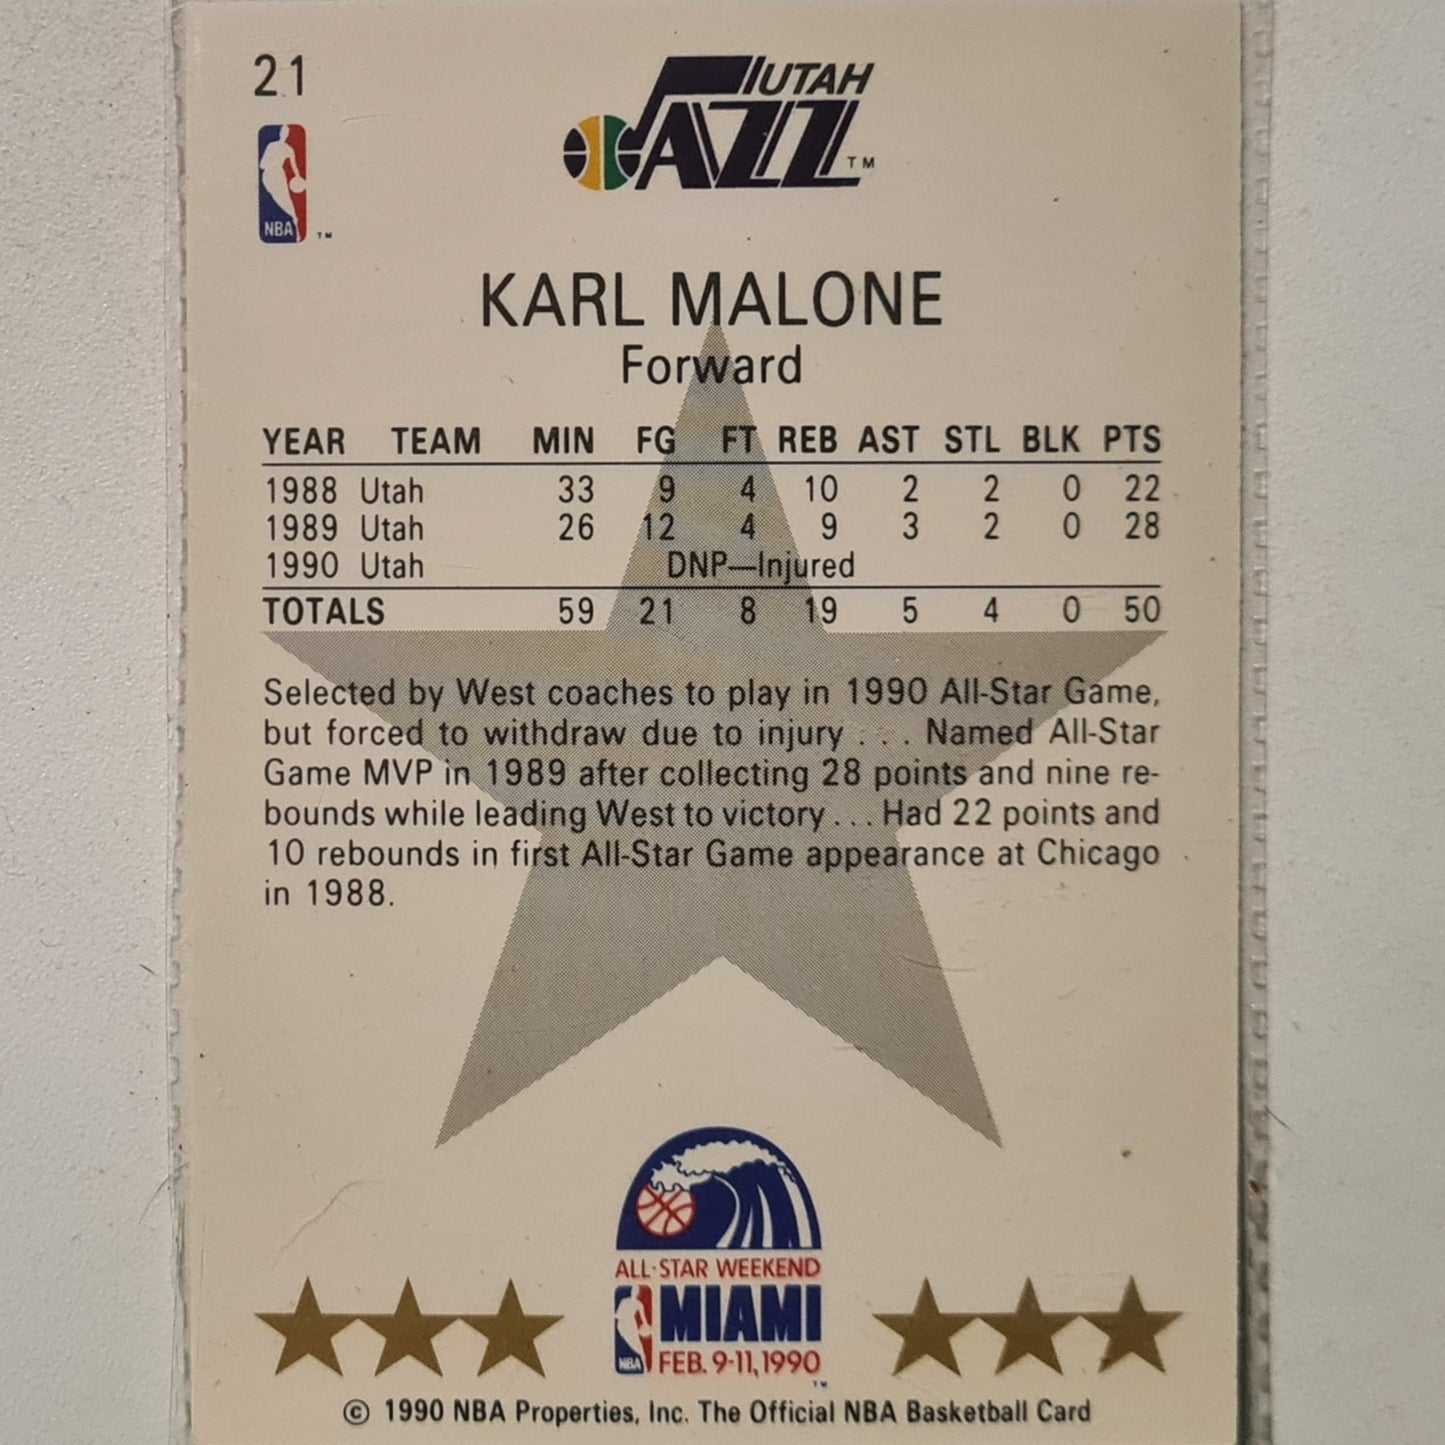 21
UTAH
JAZZ™
NBA ™
KARL MALONE
Forward
YEAR TEAM MIN FG FT REB AST STL BLK PTS
1988 Utah 33 9 4 10 2 2 0 22
1989 Utah 26 12 4 9 3 2 0 28
1990 Utah DNP—Injured
TOTALS 59 21 8 19 5 4 0 50
Selected by West coaches to play in 1990 All-Star Game,
but forced to withdraw due to injury . . . Named All-Star
Game MVP in 1989 after collecting 28 points and nine re-
bounds while leading West to victory . . . Had 22 points and
10 rebounds in first All-Star Game appearance at Chicago
in 1988.
ALL-STAR WEEKEND
MIAMI
NBA FEB. 9-11, 1990
™
© 1990 NBA Properties, Inc. The Official NBA Basketball Card